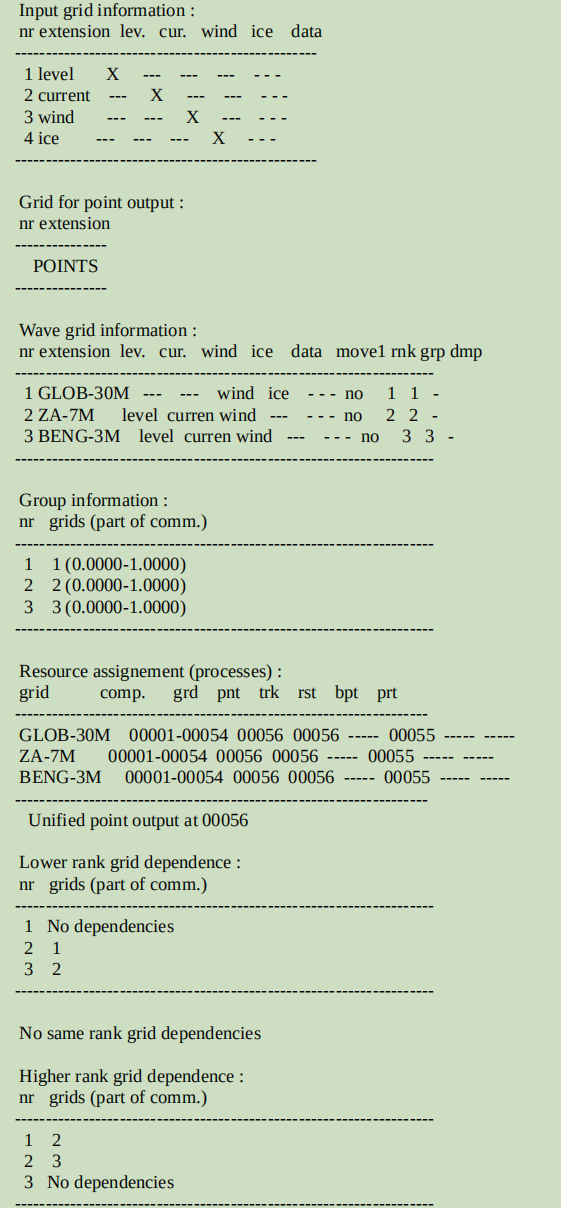 Input grid information :
nr extension lev. cur. wind ice data
-------------------------------------------------
1 level X --- --- --- - - -
2 current --- X --- --- - - -
3 wind --- --- X --- - - -
4 ice --- --- --- X - - -
-------------------------------------------------
Grid for point output :
nr extension
---------------
POINTS
---------------
Wave grid information :
nr extension lev. cur. wind ice data move1 rnk grp dmp
--------------------------------------------------------------------
1 GLOB-30M --- --- wind ice - - - no 1 1 -
2 ZA-7M level curren wind --- - - - no 2 2 -
3 BENG-3M level curren wind --- - - - no 3 3 -
--------------------------------------------------------------------
Group information :
nr grids (part of comm.)
--------------------------------------------------------------------
1 1 (0.0000-1.0000)
2 2 (0.0000-1.0000)
3 3 (0.0000-1.0000)
--------------------------------------------------------------------
Resource assignement (processes) :
grid comp. grd pnt trk rst bpt prt
-------------------------------------------------------------------
GLOB-30M 00001-00054 00056 00056 ----- 00055 ----- -----
ZA-7M 00001-00054 00056 00056 ----- 00055 ----- -----
BENG-3M 00001-00054 00056 00056 ----- 00055 ----- -----
-------------------------------------------------------------------
Unified point output at 00056
Lower rank grid dependence :
nr grids (part of comm.)
--------------------------------------------------------------------
1 No dependencies
2 1
3 2
--------------------------------------------------------------------
No same rank grid dependencies
Higher rank grid dependence :
nr grids (part of comm.)
--------------------------------------------------------------------
1 2
2 3
3 No dependencies
--------------------------------------------------------------------